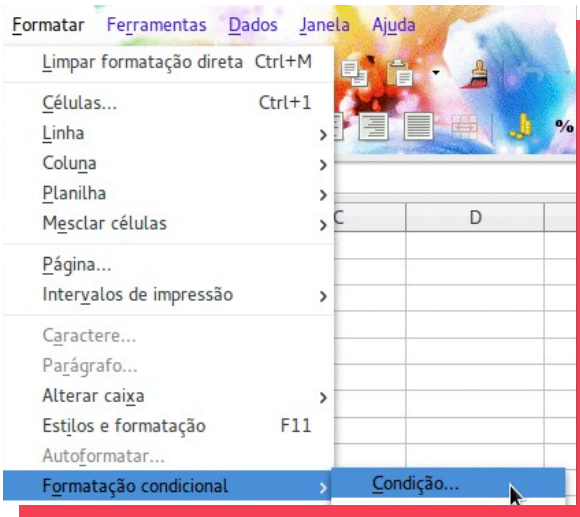 Formatar Ferramentas Dados Janela Ajuda
Limpar formatação direta Ctrl+M
Células... Ctrl+1
Linha
Coluna
Planilha
Mesclar células
%
C D
Página...
Intervalos de impressão
Caractere...
Parágrafo...
Alterar caixa
Estilos e formatação F11
Autoformatar...
Formatação condicional
Condição...